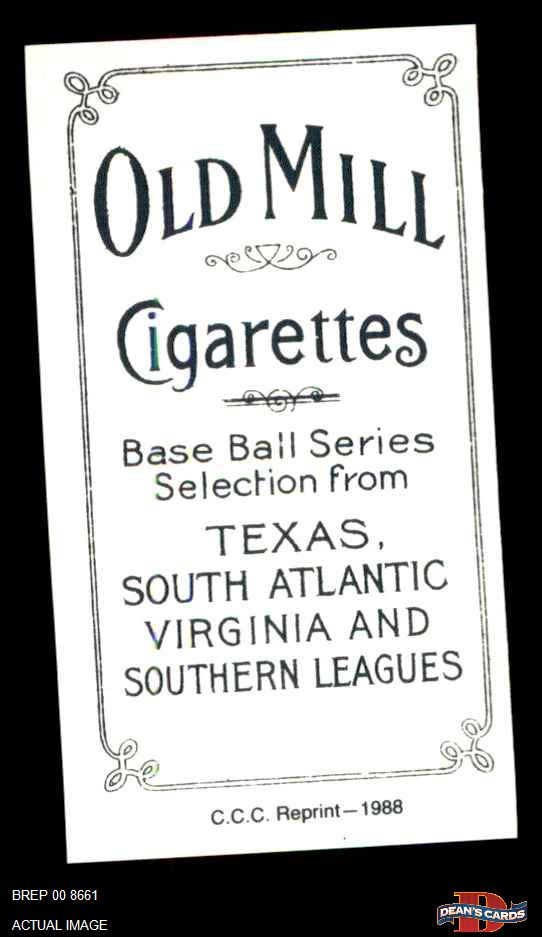 OLD MILL
Cigarettes
Base Ball Series
Selection from
TEXAS,
SOUTH ATLANTIC
VIRGINIA AND
SOUTHERN LEAGUES
C.C.C. Reprint—1988
BREP 00 8661
ACTUAL IMAGE
D
DEAN'S CARDS